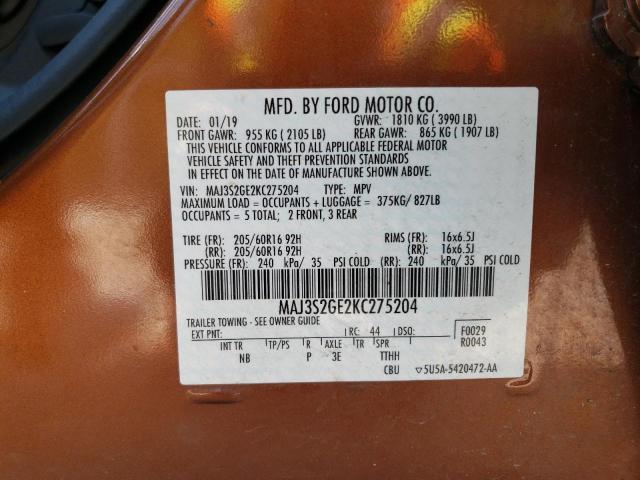 MFD. BY FORD MOTOR CO.
DATE: 01/19 GVWR: 1810 KG ( 3990 LB)
FRONT GAWR: 955 KG ( 2105 LB) REAR GAWR: 865 KG ( 1907 LB)
THIS VEHICLE CONFORMS TO ALL APPLICABLE FEDERAL MOTOR
VEHICLE SAFETY AND THEFT PREVENTION STANDARDS
IN EFFECT ON THE DATE OF MANUFACTURE SHOWN ABOVE.
VIN: MAJ3S2GE2KC275204 TYPE: MPV
MAXIMUM LOAD = OCCUPANTS + LUGGAGE = 375KG/ 827LB
OCCUPANTS = 5 TOTAL; 2 FRONT, 3 REAR
TIRE (FR): 205/60R16 92H RIMS (FR): 16x6.5J
(RR): 205/60R16 92H (RR): 16x6.5J
PRESSURE (FR): 240 kPa/ 35 PSI COLD (RR): 240 kPa/ 35 PSI COLD
MAJ3S2GE2KC275204
TRAILER TOWING - SEE OWNER GUIDE
EXT PNT: RC: 44 DSO: F0029
R0043
INT TR TP/PS R AXLE TR SPR
NB P 3E TTHH
CBU ▽5U5A-5420472-AA